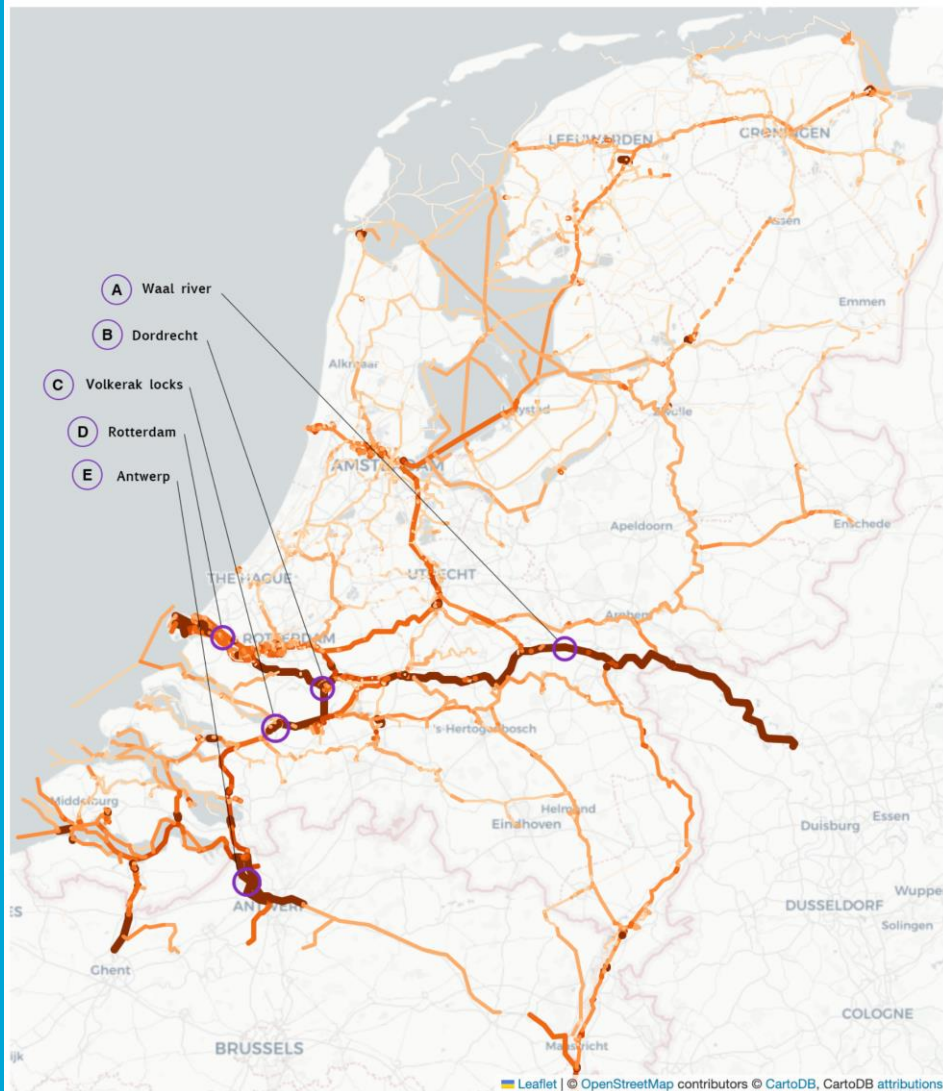 LEEUWARDEN
GRONINGEN
Assen
A Waal river
Emmen
B Dordrecht
Alkmaar
C Volkerak locks
Lelystad
Zwolle
D Rotterdam
AMSTERDAM
E Antwerp
Apeldoorn
Enschede
THE HAGUE
UTRECHT
Arnhem
ROTTERDAM
's-Hertogenbosch
Middelburg
Helmond
Eindhoven
Essen
Duisburg
Wuppe
ANTWERP
ES
DUSSELDORF
Solingen
Ghent
COLOGNE
BRUSSELS
Maastricht
ijk
Leaflet | © OpenStreetMap contributors © CartoDB, CartoDB attributions